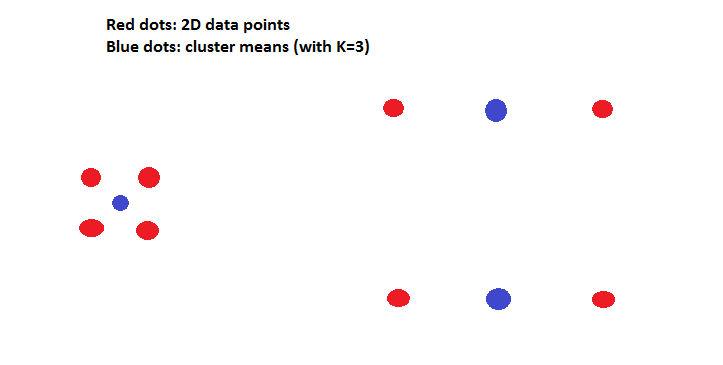 Red dots: 2D data points
Blue dots: cluster means (with K=3)